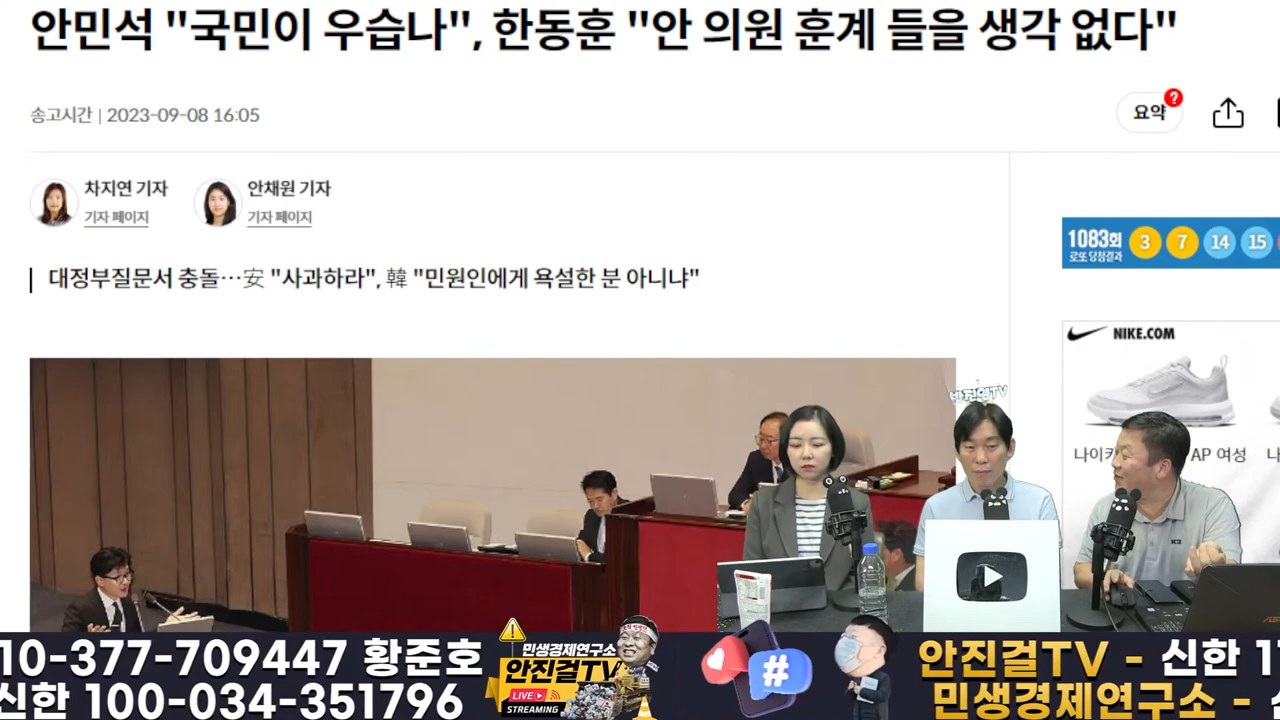 안민석 "국민이 우습나", 한동훈 "안 의원 훈계 들을 생각 없다"
송고시간 | 2023-09-08 16:05
요약
?
차지연 기자
기자 페이지
안채원 기자
기자 페이지
대정부질문서 충돌…安 "사과하라", 韓 "민원인에게 욕설한 분 아니냐"
1083회
로또 당첨결과
3 7 14 15
NIKE.COM
AP 여성
K2
10-377-709447 황준호
신한 100-034-351796
민생경제연구소
안진걸TV
LIVE
STREAMING
#
안진걸TV - 신한 1
민생경제연구소 -